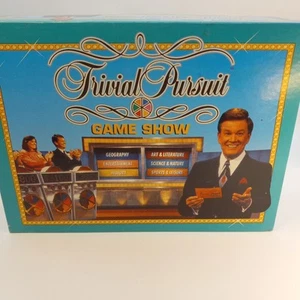 Trivial Pursuit
GAME SHOW
GEOGRAPHY
ENTERTAINMENT
ART & LITERATURE
SCIENCE & NATURE
SPORTS & LEISURE